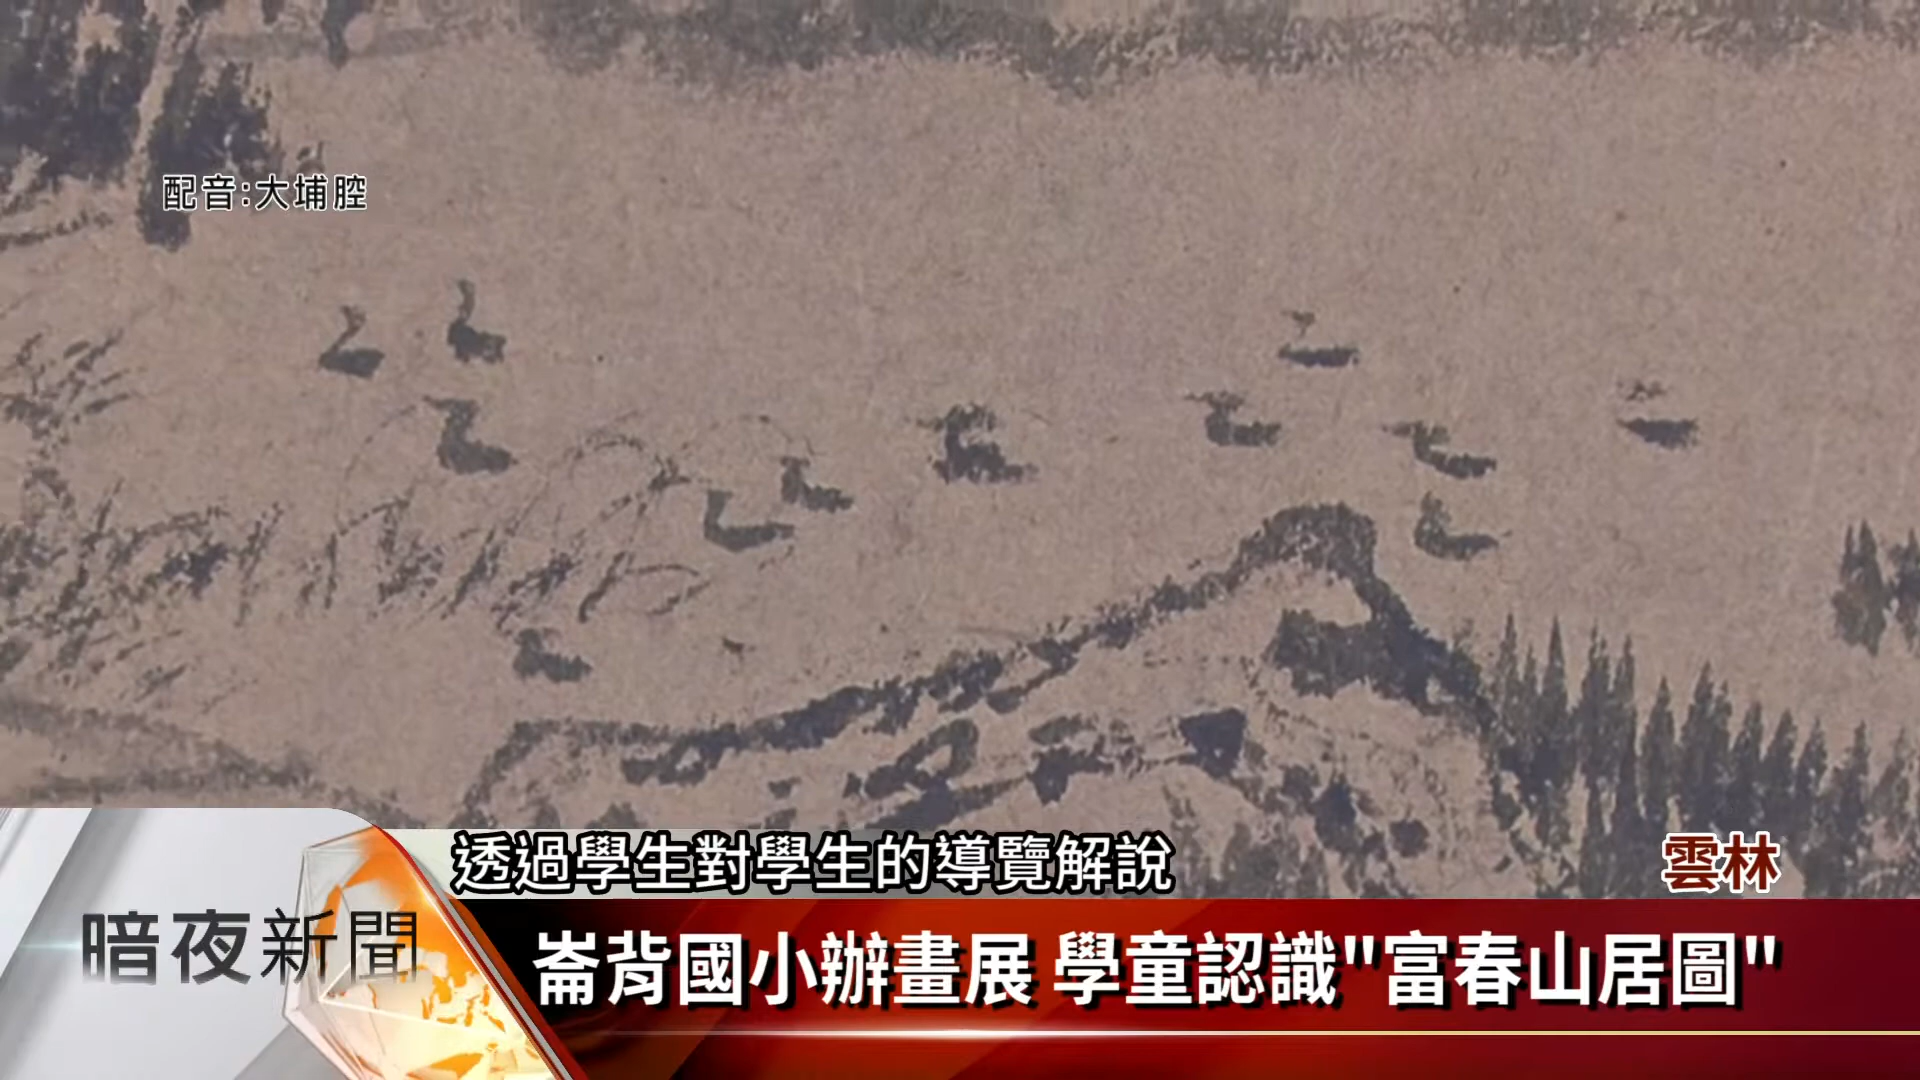 配音:大埔腔
透過學生對學生的導覽解說
雲林
暗夜新聞
崙背國小辦畫展 學童認識"富春山居圖"